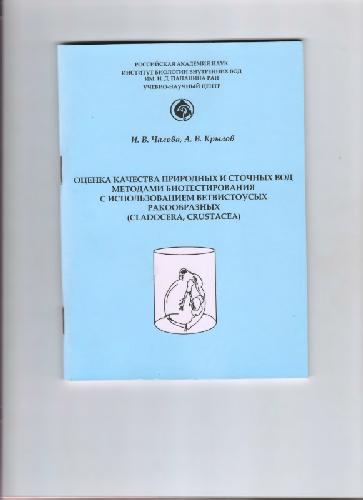 РОССИЙСКАЯ АКАДЕМИЯ НАУК
ИНСТИТУТ БИОЛОГИИ ВНУТРЕННИХ ВОД
ИМ. И. Д. ПАПАНИНА РАН
УЧЕБНО-НАУЧНЫЙ ЦЕНТР
И. В. Чалова, А. В. Крылов
ОЦЕНКА КАЧЕСТВА ПРИРОДНЫХ И СТОЧНЫХ ВОД
МЕТОДАМИ БИОТЕСТИРОВАНИЯ
С ИСПОЛЬЗОВАНИЕМ ВЕТВИСТОУСЫХ
РАКООБРАЗНЫХ
(CLADOCERA, CRUSTACEA)